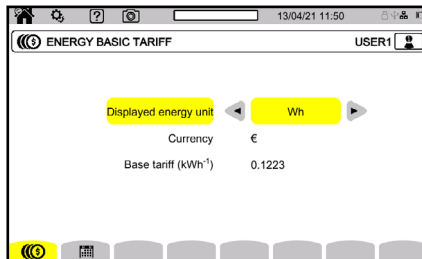 13/04/21 11:50
ENERGY BASIC TARIFF USER1
Displayed energy unit Wh
Currency €
Base tariff (kWh⁻¹) 0.1223